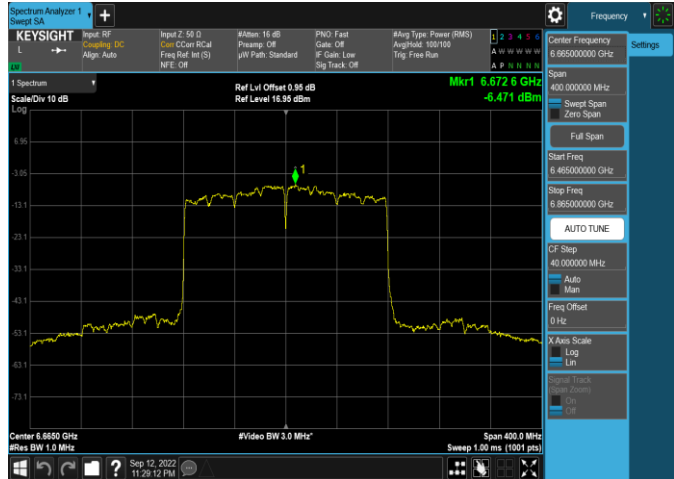 Spectrum Analyzer 1
Swept SA
Frequency
KEYSIGHT
L
Input: RF
Coupling: DC
Align: Auto
Input Z: 50 Ω
Corr CCorr RCal
Freq Ref: Int (S)
NFE: Off
#Atten: 16 dB
Preamp: Off
µW Path: Standard
PNO: Fast
Gate: Off
IF Gain: Low
Sig Track: Off
#Avg Type: Power (RMS)
Avg|Hold: 100/100
Trig: Free Run
1 2 3 4 5 6
A W W W W W
A P N N N N
1 Spectrum
Scale/Div 10 dB
Log
Ref Lvl Offset 0.95 dB
Ref Level 16.95 dBm
Mkr1 6.672 6 GHz
-6.471 dBm
1
6.95
-3.05
-13.1
-23.1
-33.1
-43.1
-53.1
-63.1
-73.1
Center 6.6650 GHz
#Res BW 1.0 MHz
#Video BW 3.0 MHz*
Span 400.0 MHz
Sweep 1.00 ms (1001 pts)
Sep 12, 2022
11:29:12 PM
?
Center Frequency
6.665000000 GHz
Settings
Span
400.000000 MHz
Swept Span
Zero Span
Full Span
Start Freq
6.465000000 GHz
Stop Freq
6.865000000 GHz
AUTO TUNE
CF Step
40.000000 MHz
Auto
Man
Freq Offset
0 Hz
X Axis Scale
Log
Lin
Signal Track
(Span Zoom)
On
Off